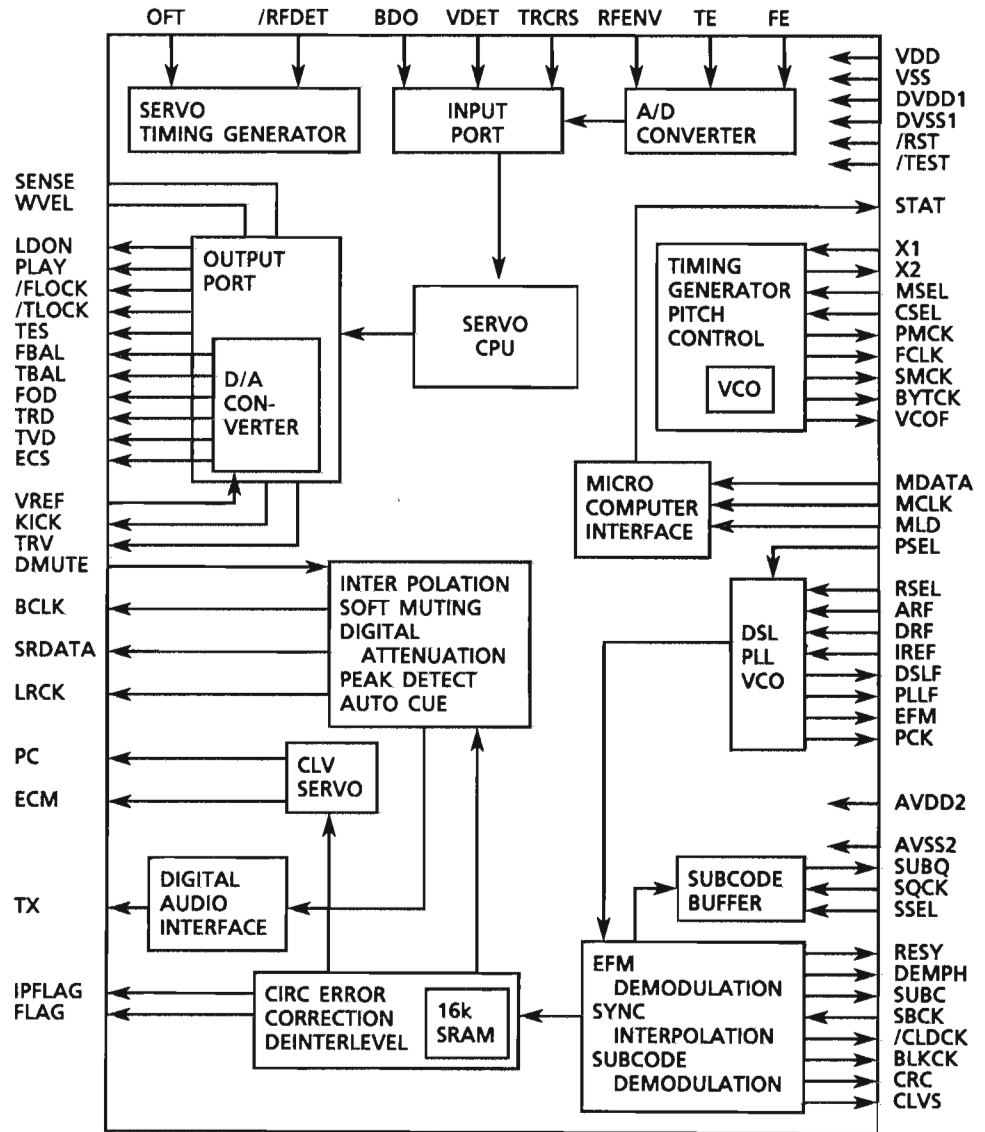 OFT /RFDET BDO VDET TRCRS RFENV TE FE
VDD
VSS
DVDD1
DVSS1
/RST
/TEST
SERVO
TIMING GENERATOR
INPUT
PORT
A/D
CONVERTER
SENSE
WVEL
LDON
PLAY
/FLOCK
/TLOCK
TES
FBAL
TBAL
FOD
TRD
TVD
ECS
VREF
KICK
TRV
DMUTE
BCLK
SRDATA
LRCK
PC
ECM
TX
IPFLAG
FLAG
OUTPUT
PORT
D/A
CON-
VERTER
SERVO
CPU
STAT
TIMING
GENERATOR
PITCH
CONTROL
VCO
X1
X2
MSEL
CSEL
PMCK
FCLK
SMCK
BYTCK
VCOF
MICRO
COMPUTER
INTERFACE
MDATA
MCLK
MLD
PSEL
INTER POLATION
SOFT MUTING
DIGITAL
ATTENUATION
PEAK DETECT
AUTO CUE
DSL
PLL
VCO
RSEL
ARF
DRF
IREF
DSLF
PLLF
EFM
PCK
CLV
SERVO
AVDD2
AVSS2
DIGITAL
AUDIO
INTERFACE
SUBCODE
BUFFER
SUBQ
SQCK
SSEL
CIRC ERROR
CORRECTION
DEINTERLEVEL
16k
SRAM
EFM
DEMODULATION
SYNC
INTERPOLATION
SUBCODE
DEMODULATION
RESY
DEMPH
SUBC
SBCK
/CLDCK
BLKCK
CRC
CLVS